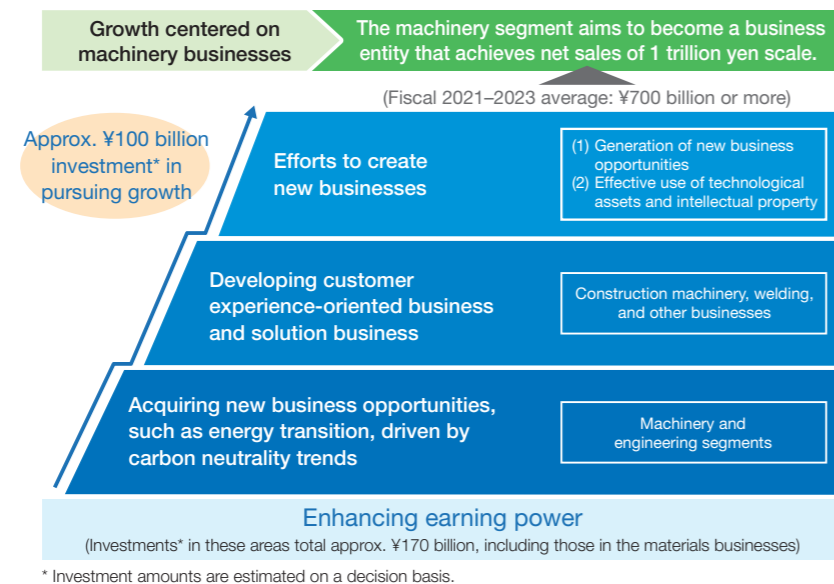 Growth centered on
machinery businesses
The machinery segment aims to become a business
entity that achieves net sales of 1 trillion yen scale.
(Fiscal 2021–2023 average: ¥700 billion or more)
Approx. ¥100 billion
investment* in
pursuing growth
Efforts to create
new businesses
(1) Generation of new business
opportunities
(2) Effective use of technological
assets and intellectual property
Developing customer
experience-oriented business
and solution business
Construction machinery, welding,
and other businesses
Acquiring new business opportunities,
such as energy transition, driven by
carbon neutrality trends
Machinery and
engineering segments
Enhancing earning power
(Investments* in these areas total approx. ¥170 billion, including those in the materials businesses)
* Investment amounts are estimated on a decision basis.